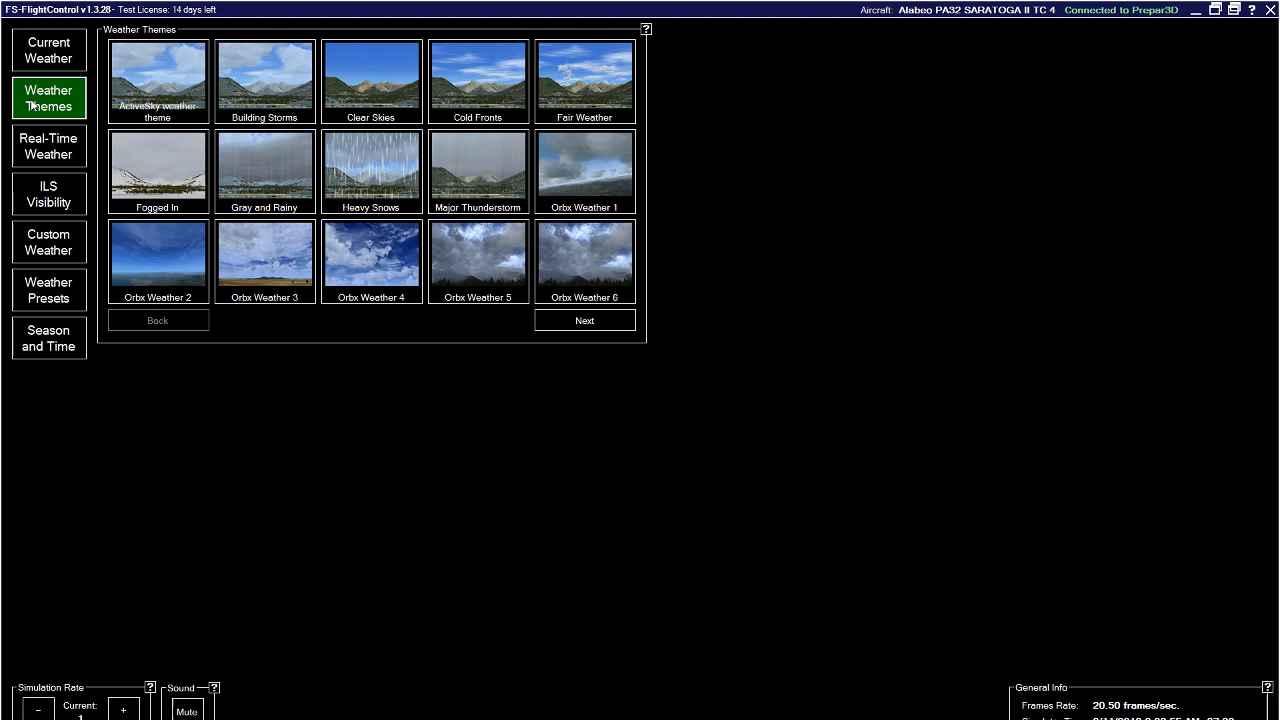 FS-FlightControl v1.3.28 - Test License: 14 days left
Aircraft: Alabeo PA32 SARATOGA II TC 4 Connected to Prepar3D
?
Current
Weather
Weather
Themes
Real-Time
Weather
ILS
Visibility
Custom
Weather
Weather
Presets
Season
and Time
Weather Themes
?
ActiveSky weather
theme
Building Storms
Clear Skies
Cold Fronts
Fair Weather
Fogged In
Gray and Rainy
Heavy Snows
Major Thunderstorm
Orbx Weather 1
Orbx Weather 2
Orbx Weather 3
Orbx Weather 4
Orbx Weather 5
Orbx Weather 6
Back
Next
Simulation Rate
?
-
Current:
1
+
Sound
?
Mute
General Info
?
Frames Rate: 20.50 frames/sec.